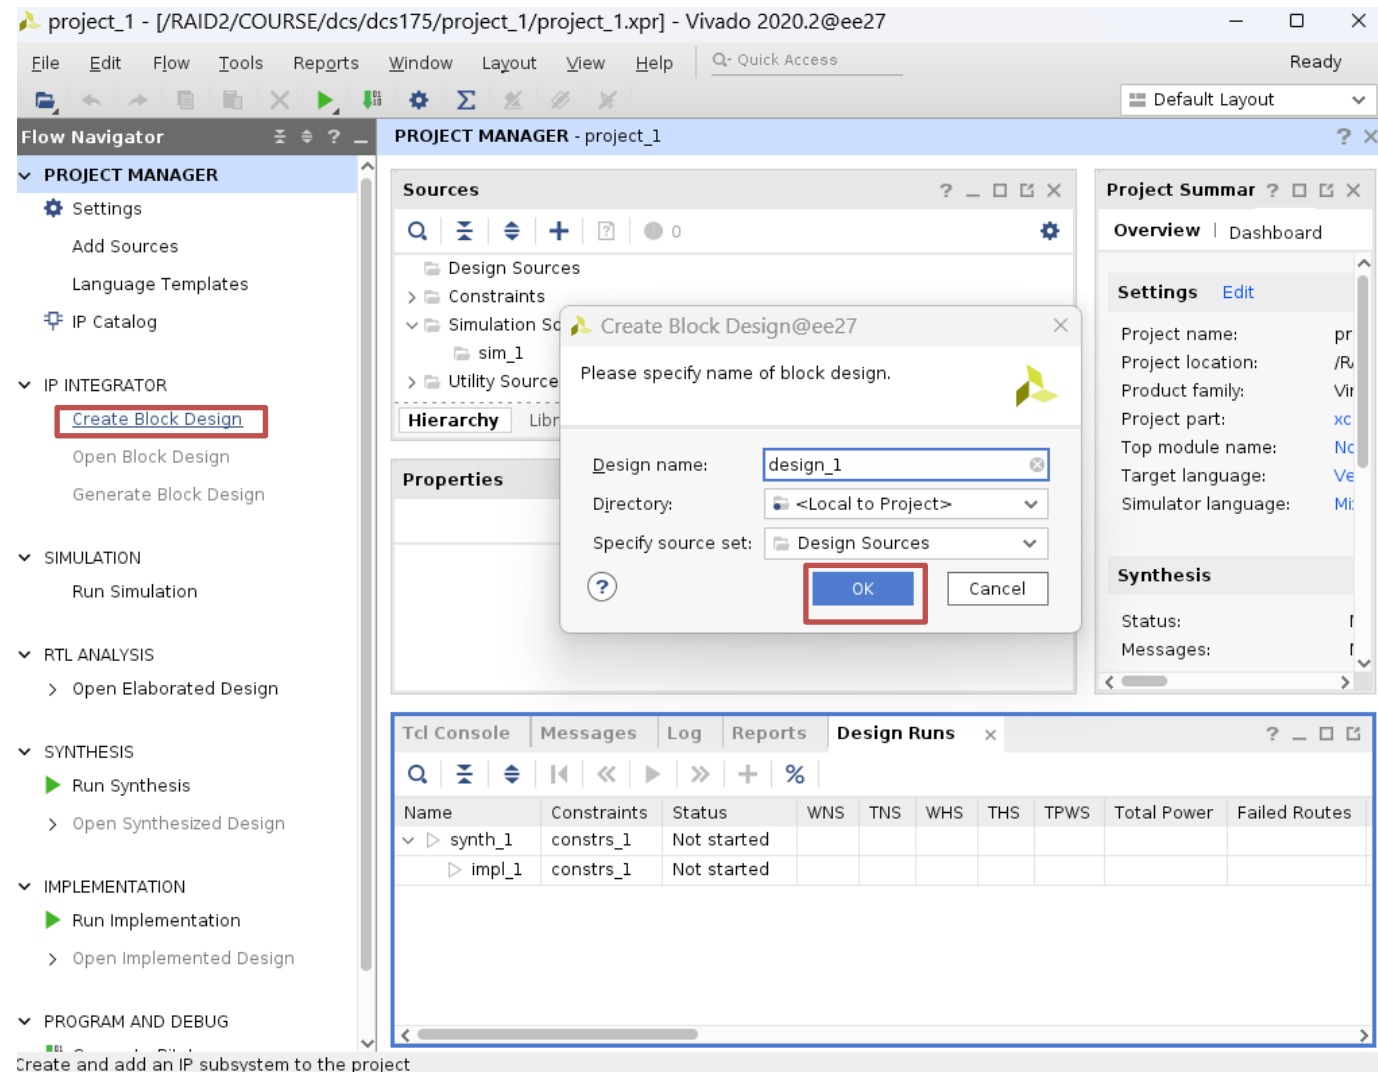 project_1 - [/RAID2/COURSE/dcs/dcs175/project_1/project_1.xpr] - Vivado 2020.2@ee27
File Edit Flow Tools Reports Window Layout View Help Quick Access Ready
Default Layout
Flow Navigator
PROJECT MANAGER
Settings
Add Sources
Language Templates
IP Catalog
IP INTEGRATOR
Create Block Design
Open Block Design
Generate Block Design
SIMULATION
Run Simulation
RTL ANALYSIS
Open Elaborated Design
SYNTHESIS
Run Synthesis
Open Synthesized Design
IMPLEMENTATION
Run Implementation
Open Implemented Design
PROGRAM AND DEBUG
PROJECT MANAGER - project_1
Sources
0
Design Sources
Constraints
Simulation So
sim_1
Utility Source
Hierarchy Libr
Properties
Create Block Design@ee27
Please specify name of block design.
Design name: design_1
Directory: <Local to Project>
Specify source set: Design Sources
? OK Cancel
Project Summar
Overview | Dashboard
Settings Edit
Project name: pr
Project location: /R
Product family: Vir
Project part: xc
Top module name: No
Target language: Ve
Simulator language: Mi
Synthesis
Status:
Messages:
Tcl Console Messages Log Reports Design Runs
Name Constraints Status WNS TNS WHS THS TPWS Total Power Failed Routes
synth_1 constrs_1 Not started
impl_1 constrs_1 Not started
Create and add an IP subsystem to the project